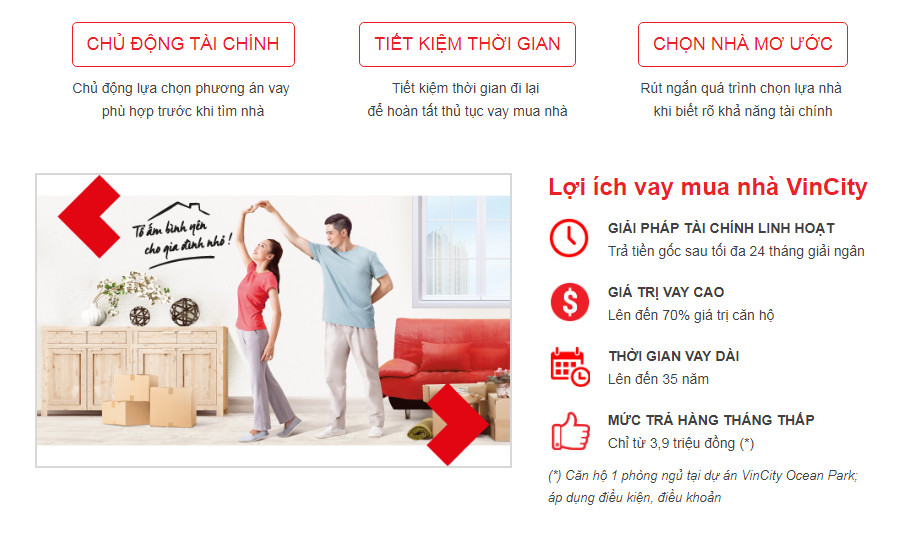 CHỦ ĐỘNG TÀI CHÍNH
Chủ động lựa chọn phương án vay
phù hợp trước khi tìm nhà
TIẾT KIỆM THỜI GIAN
Tiết kiệm thời gian đi lại
để hoàn tất thủ tục vay mua nhà
CHỌN NHÀ MƠ ƯỚC
Rút ngắn quá trình chọn lựa nhà
khi biết rõ khả năng tài chính
Tổ ấm bình yên
cho gia đình nhỏ!
Lợi ích vay mua nhà VinCity
GIẢI PHÁP TÀI CHÍNH LINH HOẠT
Trả tiền gốc sau tối đa 24 tháng giải ngân
GIÁ TRỊ VAY CAO
Lên đến 70% giá trị căn hộ
THỜI GIAN VAY DÀI
Lên đến 35 năm
MỨC TRẢ HÀNG THÁNG THẤP
Chỉ từ 3,9 triệu đồng (*)
(*) Căn hộ 1 phòng ngủ tại dự án VinCity Ocean Park;
áp dụng điều kiện, điều khoản